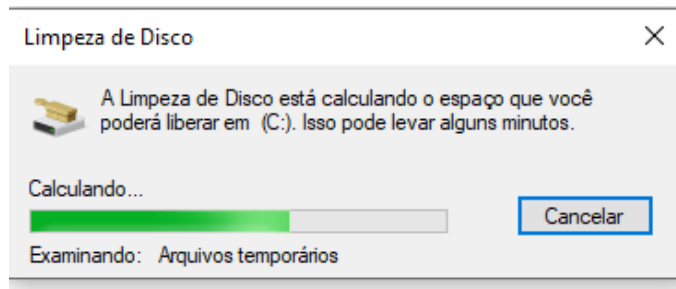 Limpeza de Disco
A Limpeza de Disco está calculando o espaço que você
poderá liberar em (C:). Isso pode levar alguns minutos.
Calculando...
Cancelar
Examinando: Arquivos temporários